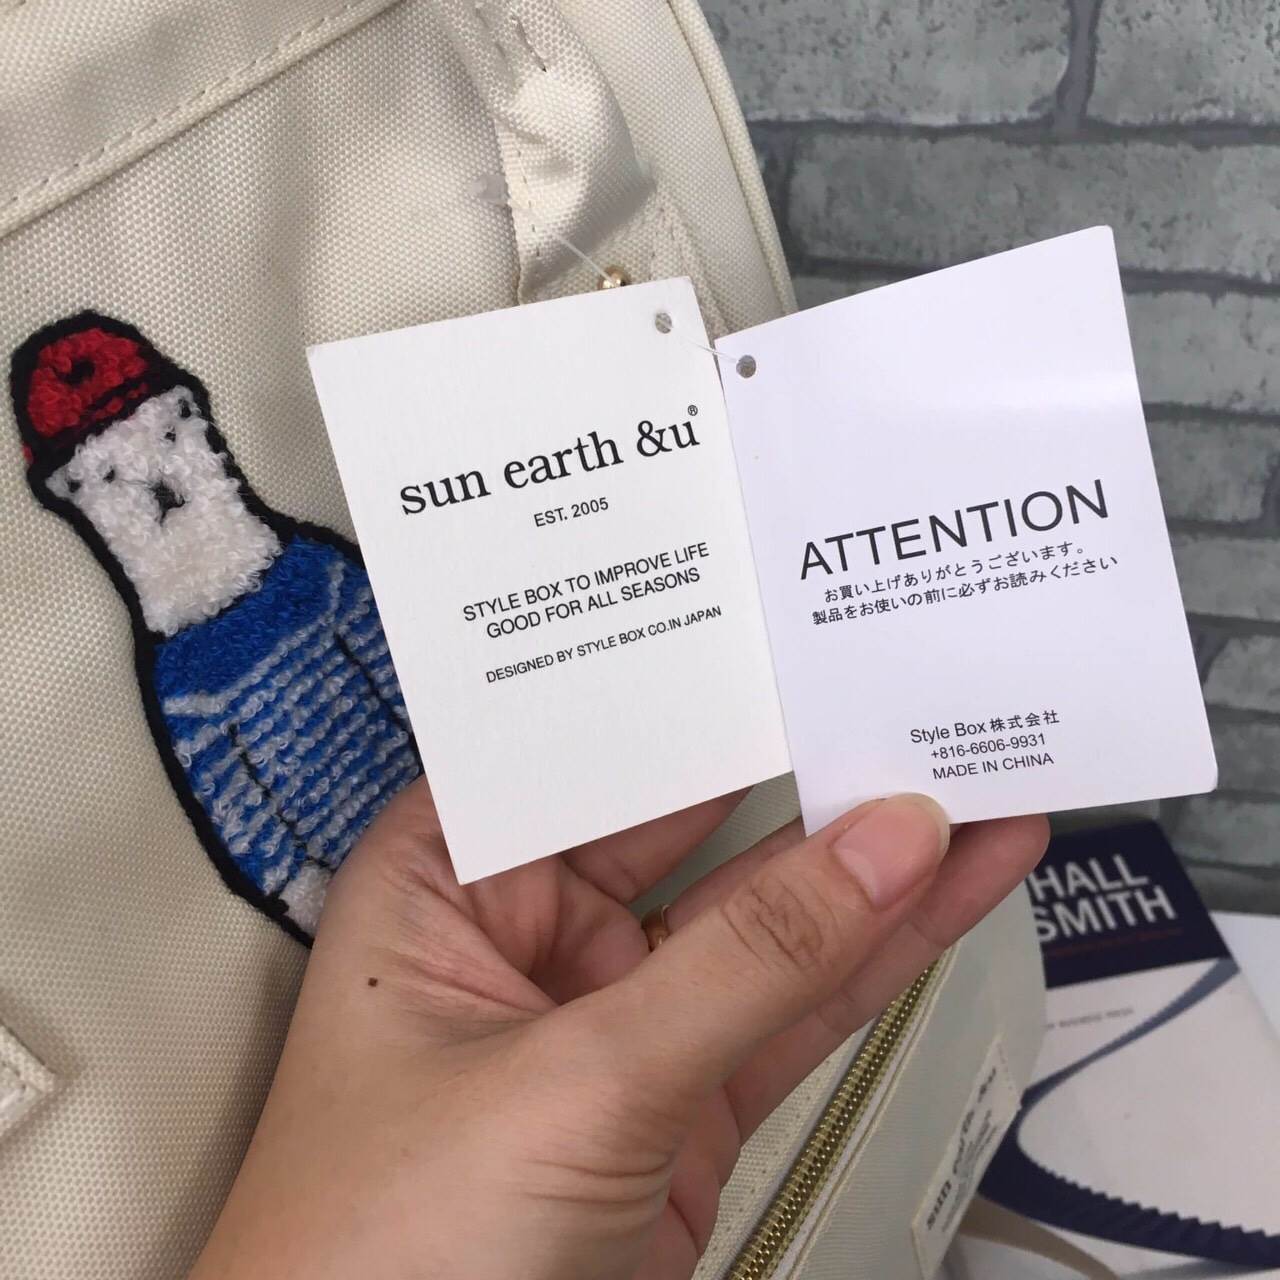 sun earth &u®
EST. 2005
STYLE BOX TO IMPROVE LIFE
GOOD FOR ALL SEASONS
DESIGNED BY STYLE BOX CO.IN JAPAN
ATTENTION
お買い上げありがとうございます。
製品をお使いの前に必ずお読みください
Style Box 株式会社
+816-6606-9931
MADE IN CHINA
HALL
SMITH
sun